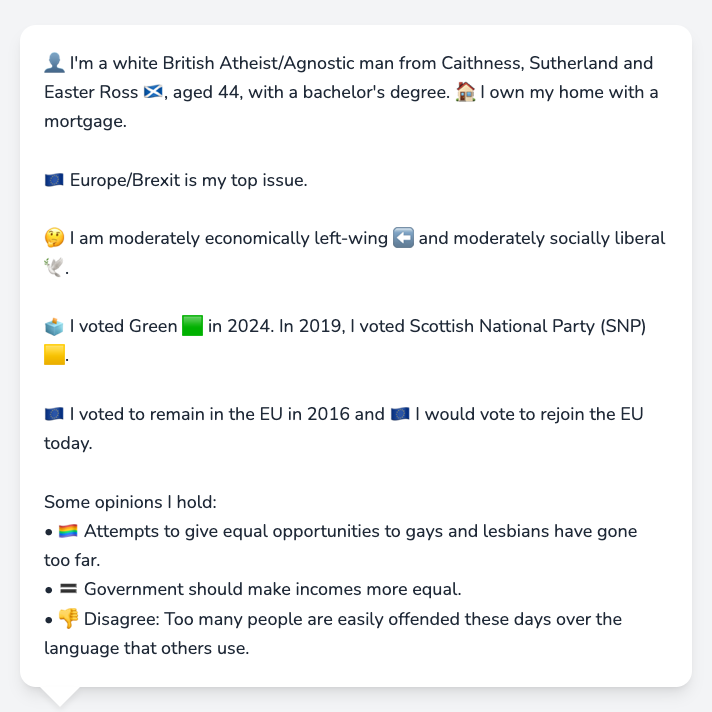 👤 I'm a white British Atheist/Agnostic man from Caithness, Sutherland and
Easter Ross 🏴󠁧󠁢󠁳󠁣󠁴󠁿, aged 44, with a bachelor's degree. 🏠 I own my home with a
mortgage.
🇪🇺 Europe/Brexit is my top issue.
🤔 I am moderately economically left-wing ⬅️ and moderately socially liberal
🕊️.
🗳️ I voted Green 🟩 in 2024. In 2019, I voted Scottish National Party (SNP)
🟨.
🇪🇺 I voted to remain in the EU in 2016 and 🇪🇺 I would vote to rejoin the EU
today.
Some opinions I hold:
• 🏳️‍🌈 Attempts to give equal opportunities to gays and lesbians have gone
too far.
• 🟰 Government should make incomes more equal.
• 👎 Disagree: Too many people are easily offended these days over the
language that others use.